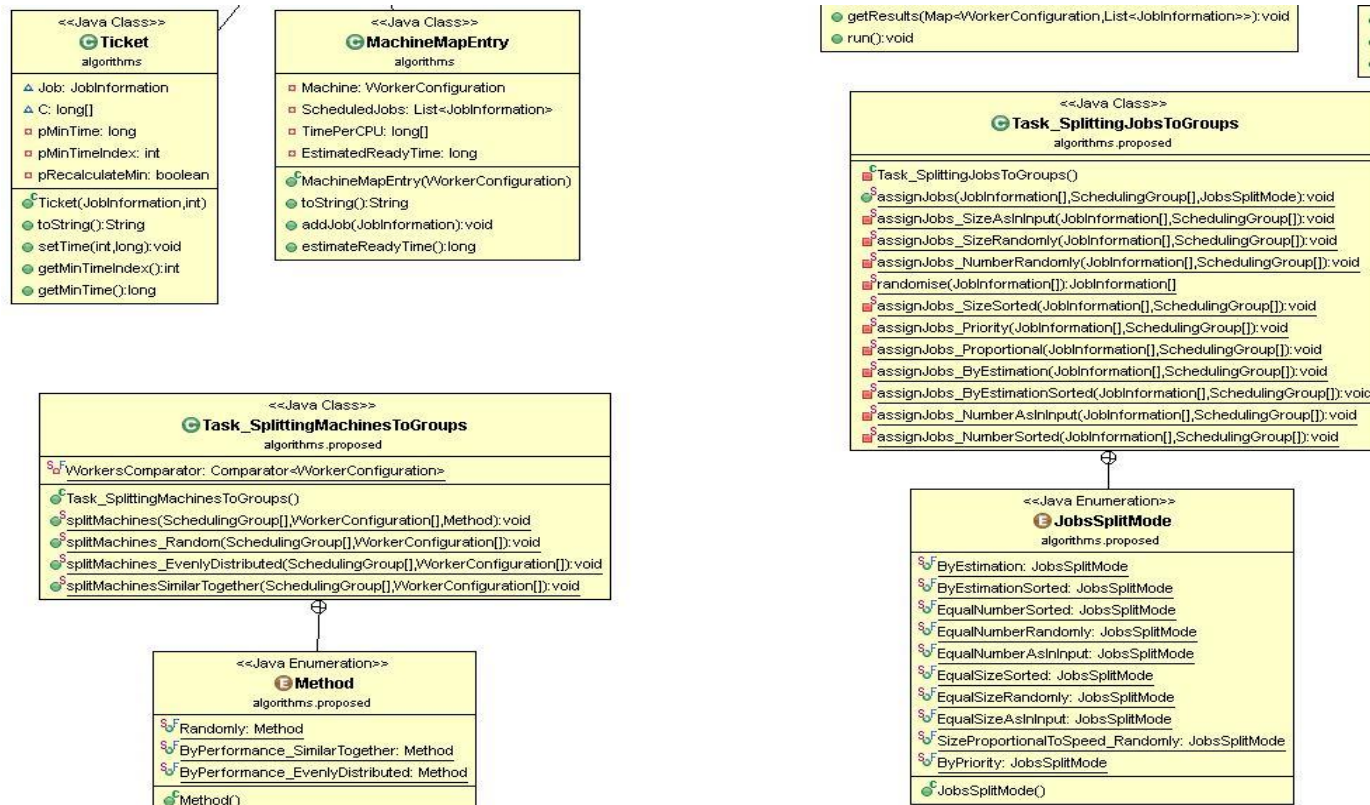 <<Java Class>>
Ticket
algorithms
Job: JobInformation
C: long[]
pMinTime: long
pMinTimeIndex: int
pRecalculateMin: boolean
Ticket(JobInformation,int)
toString():String
setTime(int,long):void
getMinTimeIndex():int
getMinTime():long
<<Java Class>>
MachineMapEntry
algorithms
Machine: WorkerConfiguration
ScheduledJobs: List<JobInformation>
TimePerCPU: long[]
EstimatedReadyTime: long
MachineMapEntry(WorkerConfiguration)
toString():String
addJob(JobInformation):void
estimateReadyTime():long
getResults(Map<WorkerConfiguration,List<JobInformation>>):void
run():void
<<Java Class>>
Task_SplittingJobsToGroups
algorithms.proposed
Task_SplittingJobsToGroups()
assignJobs(JobInformation[],SchedulingGroup[],JobsSplitMode):void
assignJobs_SizeAsInInput(JobInformation[],SchedulingGroup[]):void
assignJobs_SizeRandomly(JobInformation[],SchedulingGroup[]):void
assignJobs_NumberRandomly(JobInformation[],SchedulingGroup[]):void
randomise(JobInformation[]):JobInformation[]
assignJobs_SizeSorted(JobInformation[],SchedulingGroup[]):void
assignJobs_Priority(JobInformation[],SchedulingGroup[]):void
assignJobs_Proportional(JobInformation[],SchedulingGroup[]):void
assignJobs_ByEstimation(JobInformation[],SchedulingGroup[]):void
assignJobs_ByEstimationSorted(JobInformation[],SchedulingGroup[]):void
assignJobs_NumberAsInInput(JobInformation[],SchedulingGroup[]):void
assignJobs_NumberSorted(JobInformation[],SchedulingGroup[]):void
<<Java Class>>
Task_SplittingMachinesToGroups
algorithms.proposed
WorkersComparator: Comparator<WorkerConfiguration>
Task_SplittingMachinesToGroups()
splitMachines(SchedulingGroup[],WorkerConfiguration[],Method):void
splitMachines_Random(SchedulingGroup[],WorkerConfiguration[]):void
splitMachines_EvenlyDistributed(SchedulingGroup[],WorkerConfiguration[]):void
splitMachinesSimilarTogether(SchedulingGroup[],WorkerConfiguration[]):void
<<Java Enumeration>>
Method
algorithms.proposed
Randomly: Method
ByPerformance_SimilarTogether: Method
ByPerformance_EvenlyDistributed: Method
Method()
<<Java Enumeration>>
JobsSplitMode
algorithms.proposed
ByEstimation: JobsSplitMode
ByEstimationSorted: JobsSplitMode
EqualNumberSorted: JobsSplitMode
EqualNumberRandomly: JobsSplitMode
EqualNumberAsInInput: JobsSplitMode
EqualSizeSorted: JobsSplitMode
EqualSizeRandomly: JobsSplitMode
EqualSizeAsInInput: JobsSplitMode
SizeProportionalToSpeed_Randomly: JobsSplitMode
ByPriority: JobsSplitMode
JobsSplitMode()